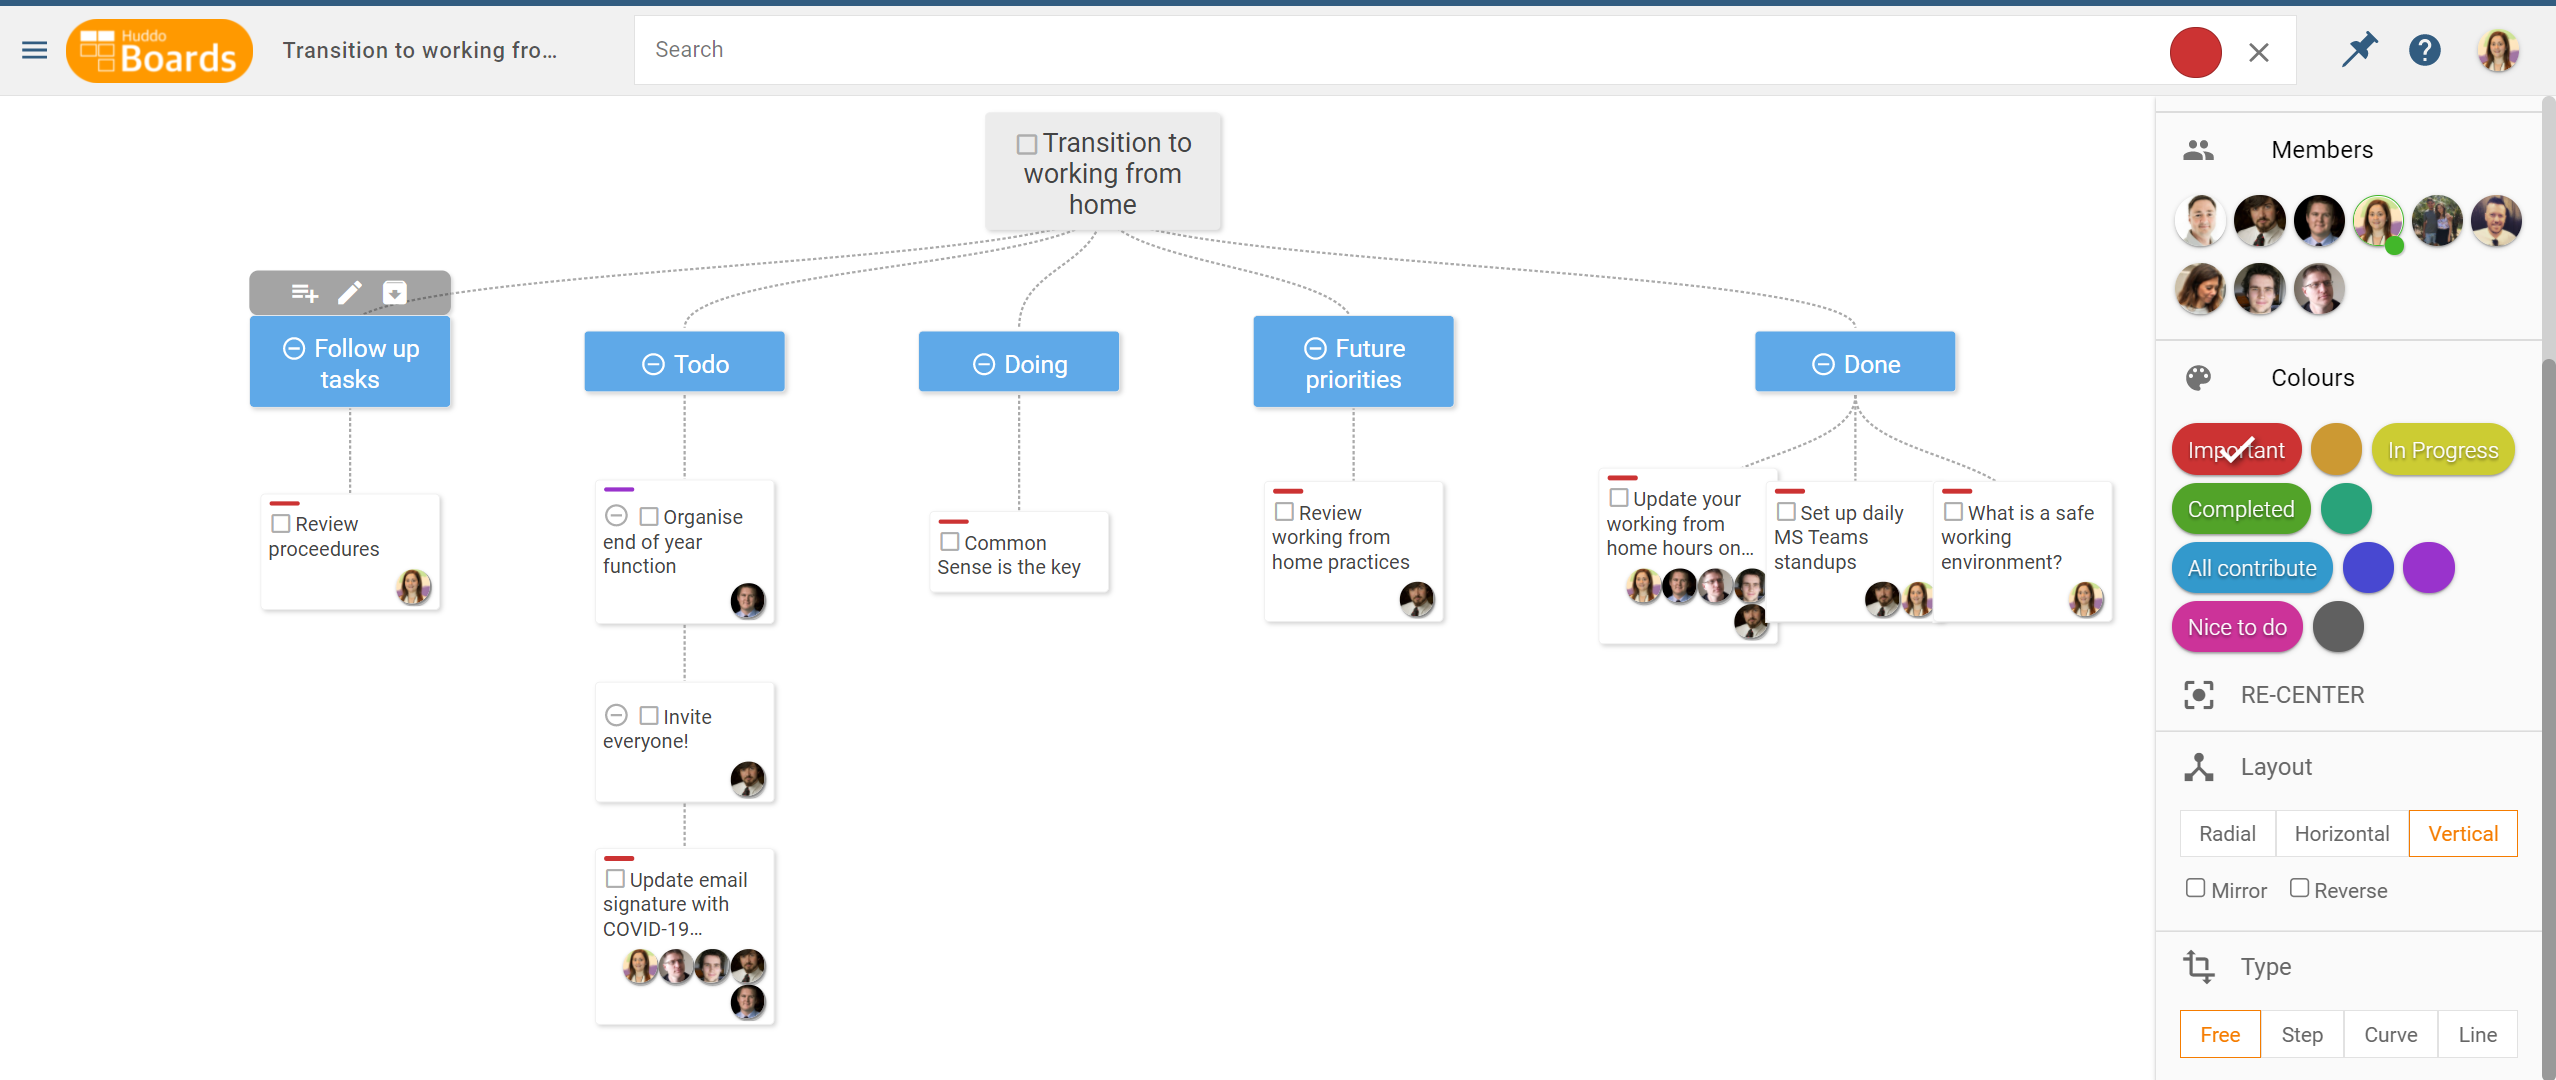 Huddo
Boards
Transition to working fro...
Search
Transition to
working from
home
Follow up
tasks
Todo
Doing
Future
priorities
Done
Review
proceedures
Organise
end of year
function
Invite
everyone!
Update email
signature with
COVID-19...
Common
Sense is the key
Review
working from
home practices
Update your
working from
home hours on...
Set up daily
MS Teams
standups
What is a safe
working
environment?
Members
Colours
Important
In Progress
Completed
All contribute
Nice to do
RE-CENTER
Layout
Radial
Horizontal
Vertical
Mirror
Reverse
Type
Free
Step
Curve
Line